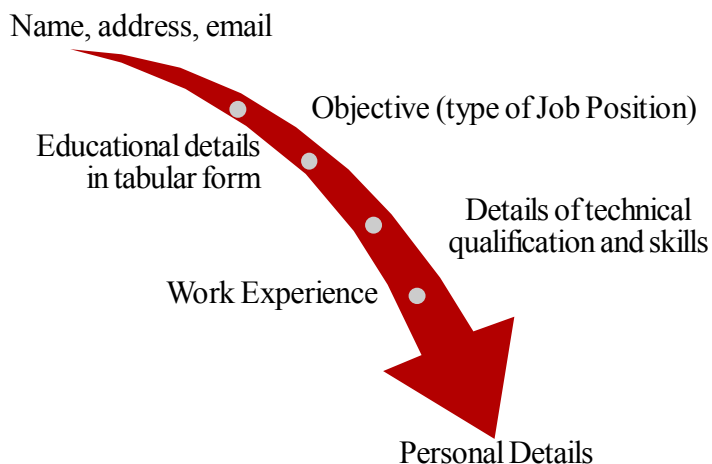 Name, address, email
Objective (type of Job Position)
Educational details
in tabular form
Details of technical
qualification and skills
Work Experience
Personal Details